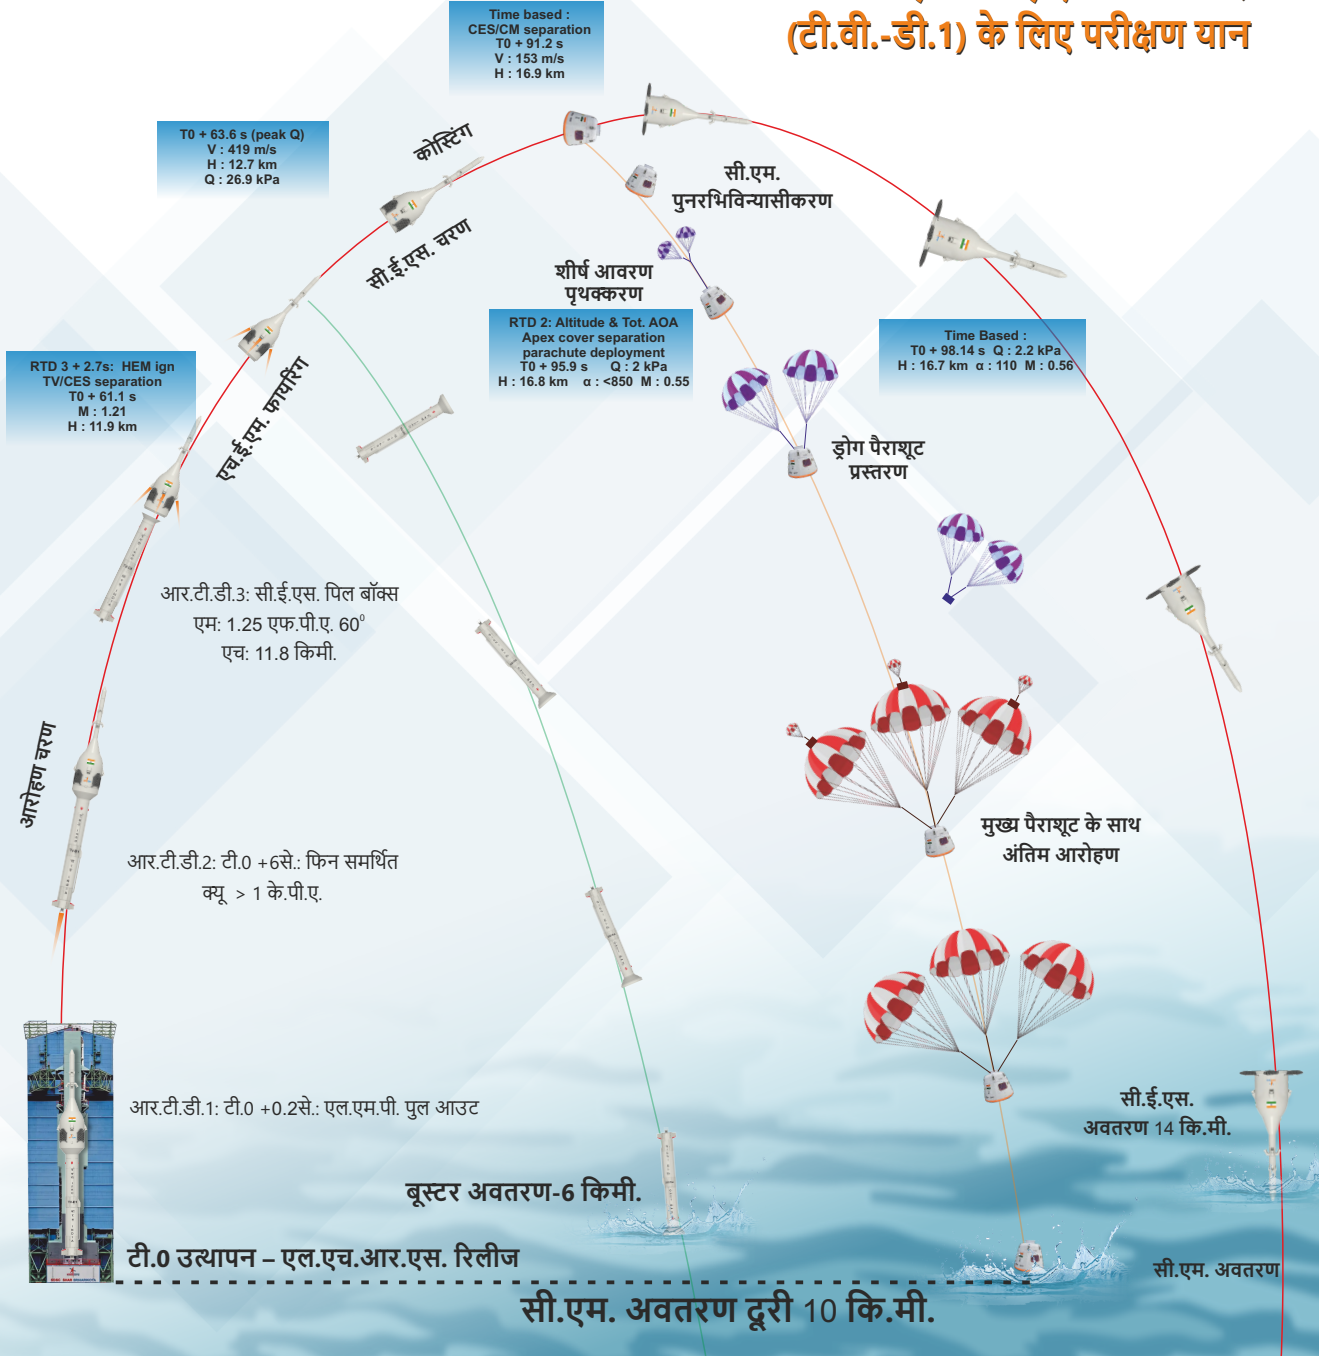 (टी.वी.-डी.1) के लिए परीक्षण यान
Time based :
CES/CM separation
T0 + 91.2 s
V : 153 m/s
H : 16.9 km
T0 + 63.6 s (peak Q)
V : 419 m/s
H : 12.7 km
Q : 26.9 kPa
कोस्टिंग
सी.ई.एस. चरण
सी.एम.
पुनरभिविन्यासीकरण
शीर्ष आवरण
पृथक्करण
RTD 2: Altitude & Tot. AOA
Apex cover separation
parachute deployment
T0 + 95.9 s Q : 2 kPa
H : 16.8 km α : <850 M : 0.55
Time Based :
T0 + 98.14 s Q : 2.2 kPa
H : 16.7 km α : 110 M : 0.56
RTD 3 + 2.7s: HEM ign
TV/CES separation
T0 + 61.1 s
M : 1.21
H : 11.9 km
एच.ई.एम. फायरिंग
ड्रोग पैराशूट
प्रस्तरण
आर.टी.डी.3: सी.ई.एस. पिल बॉक्स
एम: 1.25 एफ.पी.ए. 60⁰
एच: 11.8 किमी.
आरोहण चरण
मुख्य पैराशूट के साथ
अंतिम आरोहण
आर.टी.डी.2: टी.0 +6से.: फिन समर्थित
क्यू > 1 के.पी.ए.
आर.टी.डी.1: टी.0 +0.2से.: एल.एम.पी. पुल आउट
सी.ई.एस.
अवतरण 14 कि.मी.
बूस्टर अवतरण-6 किमी.
टी.0 उत्थापन – एल.एच.आर.एस. रिलीज
सी.एम. अवतरण
सी.एम. अवतरण दूरी 10 कि.मी.